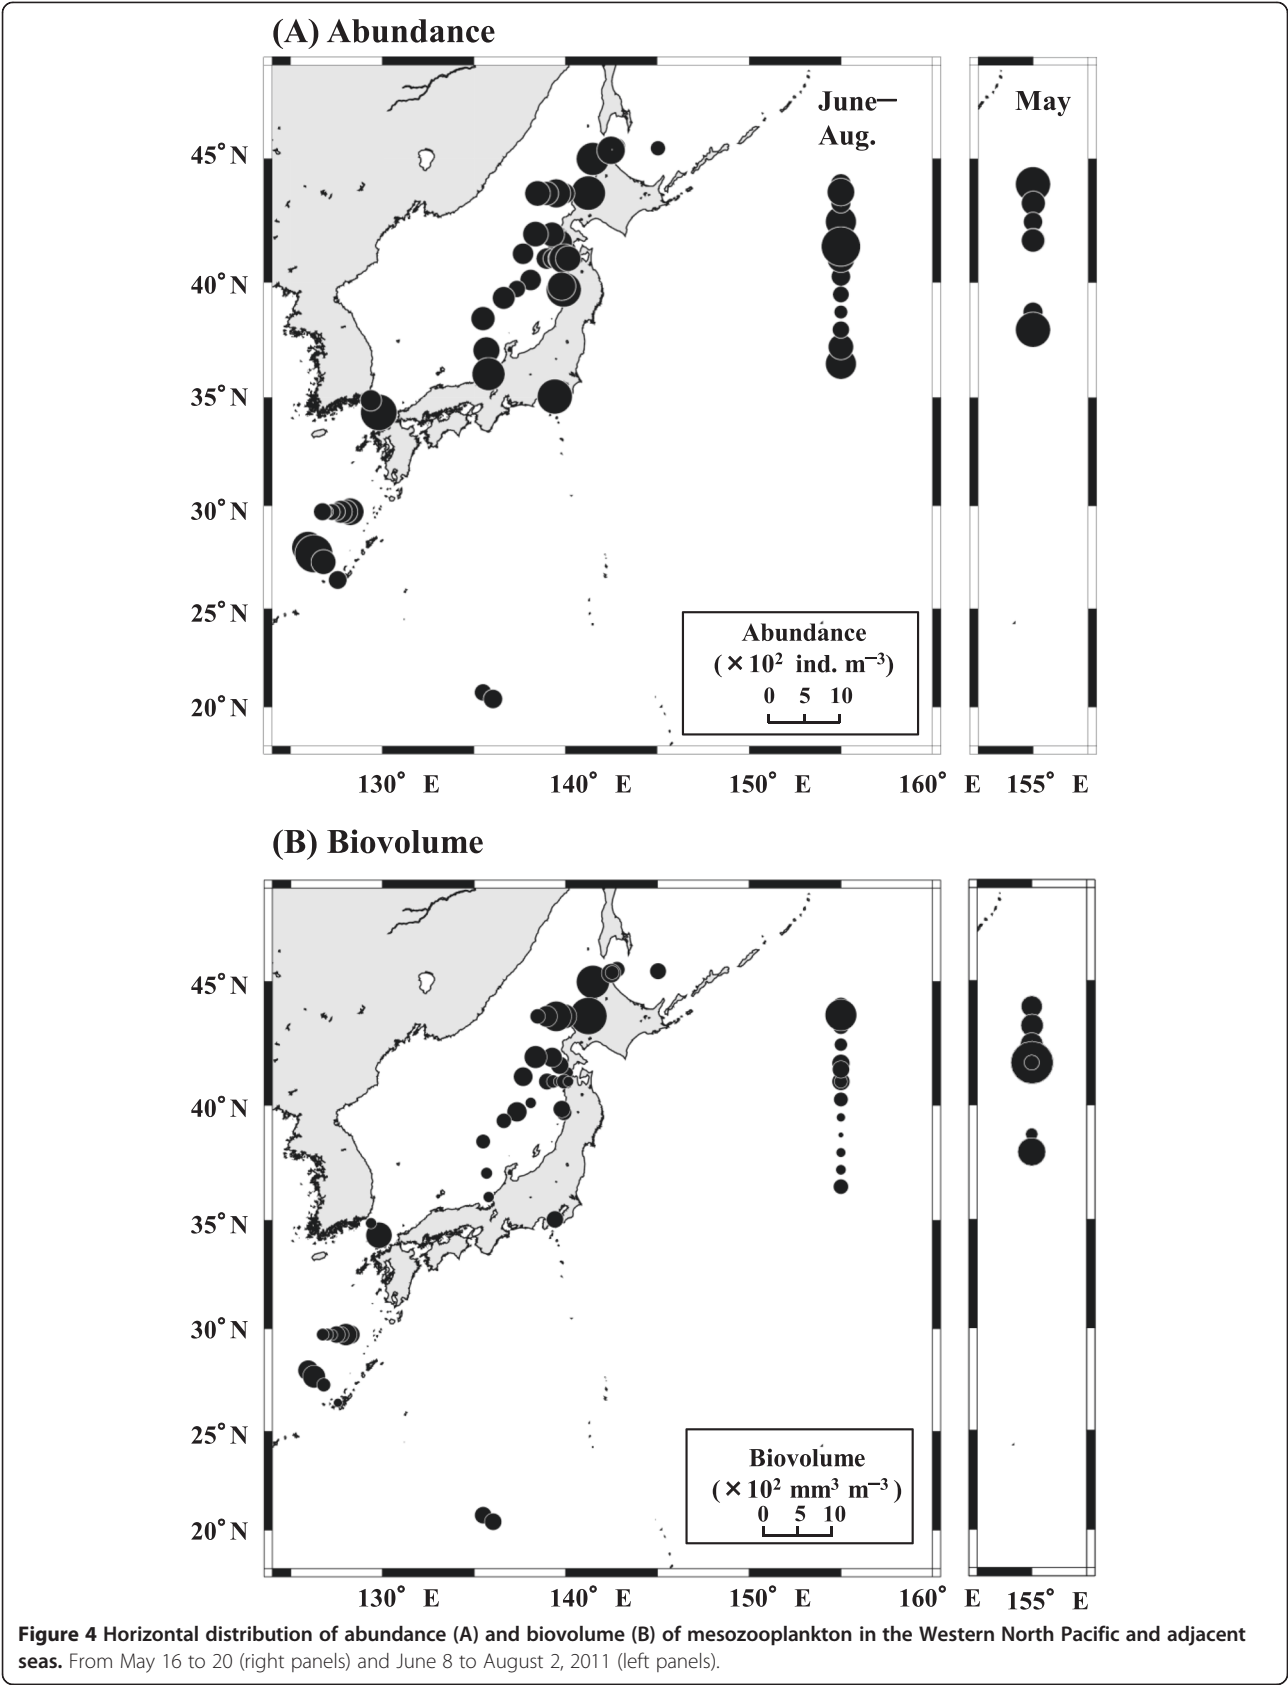 (A) Abundance
June–
Aug.
May
45° N
40° N
35° N
30° N
25° N
20° N
Abundance
(×10² ind. m⁻³)
0 5 10
130° E 140° E 150° E 160° E 155° E
(B) Biovolume
45° N
40° N
35° N
30° N
25° N
20° N
Biovolume
(×10² mm³ m⁻³)
0 5 10
130° E 140° E 150° E 160° E 155° E
Figure 4 Horizontal distribution of abundance (A) and biovolume (B) of mesozooplankton in the Western North Pacific and adjacent
seas. From May 16 to 20 (right panels) and June 8 to August 2, 2011 (left panels).